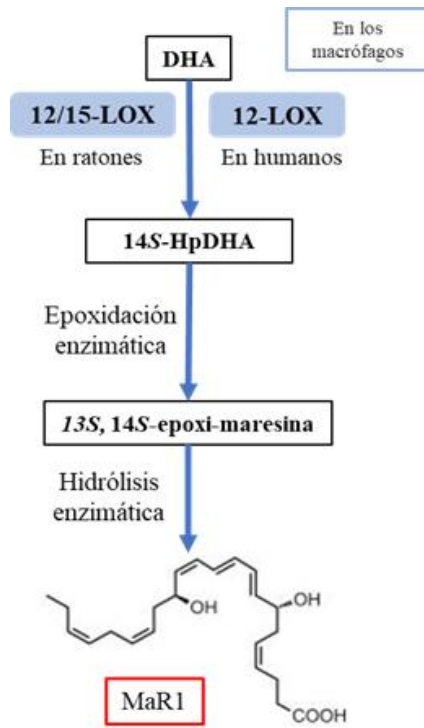 En los
macrófagos
DHA
12/15-LOX
12-LOX
En ratones
En humanos
14S-HpDHA
Epoxidación
enzimática
13S, 14S-epoxi-maresina
Hidrólisis
enzimática
OH
OH
COOH
MaR1